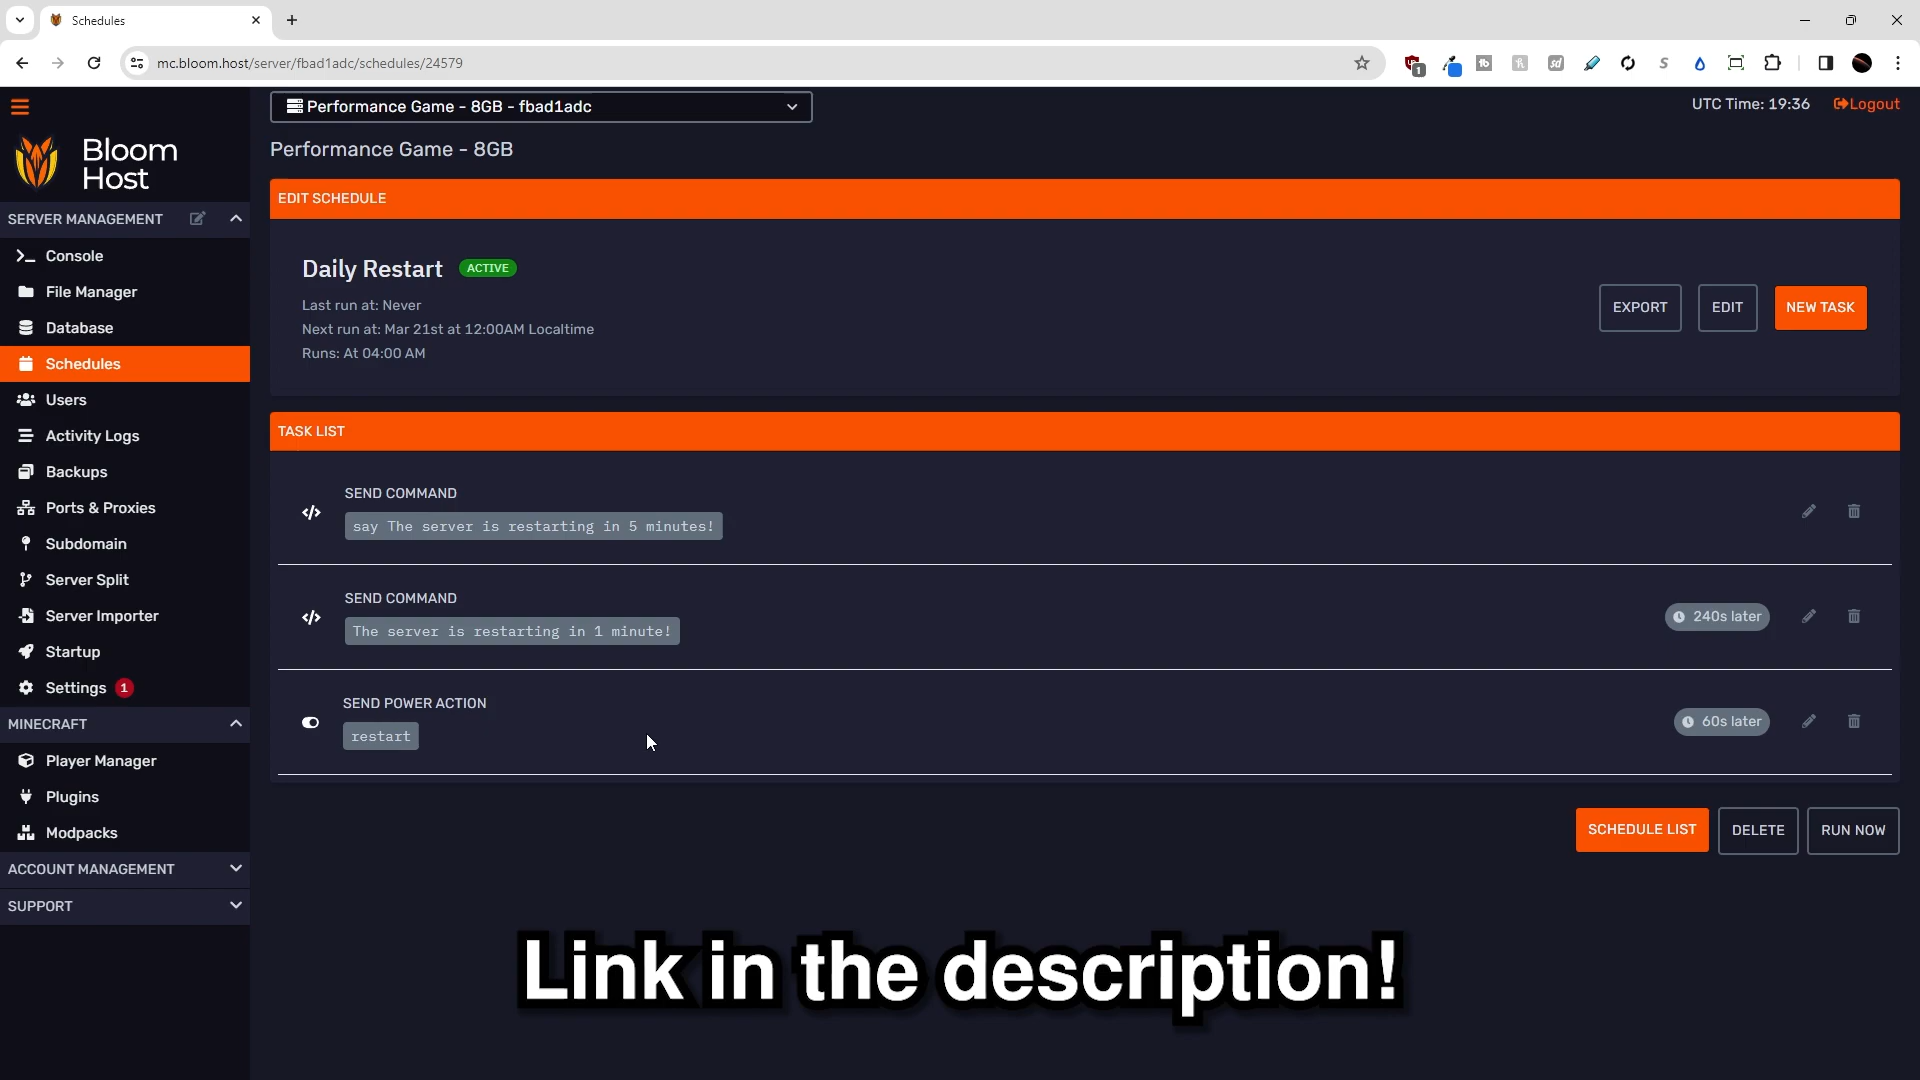 Schedules
mc.bloom.host/server/fbad1adc/schedules/24579
Performance Game - 8GB - fbad1adc
UTC Time: 19:36
Logout
Bloom
Host
Performance Game - 8GB
SERVER MANAGEMENT
Console
File Manager
Database
Schedules
Users
Activity Logs
Backups
Ports & Proxies
Subdomain
Server Split
Server Importer
Startup
Settings 1
MINECRAFT
Player Manager
Plugins
Modpacks
ACCOUNT MANAGEMENT
SUPPORT
EDIT SCHEDULE
Daily Restart ACTIVE
Last run at: Never
Next run at: Mar 21st at 12:00AM Localtime
Runs: At 04:00 AM
EXPORT
EDIT
NEW TASK
TASK LIST
SEND COMMAND
say The server is restarting in 5 minutes!
SEND COMMAND
The server is restarting in 1 minute!
240s later
SEND POWER ACTION
restart
60s later
SCHEDULE LIST
DELETE
RUN NOW
Link in the description!